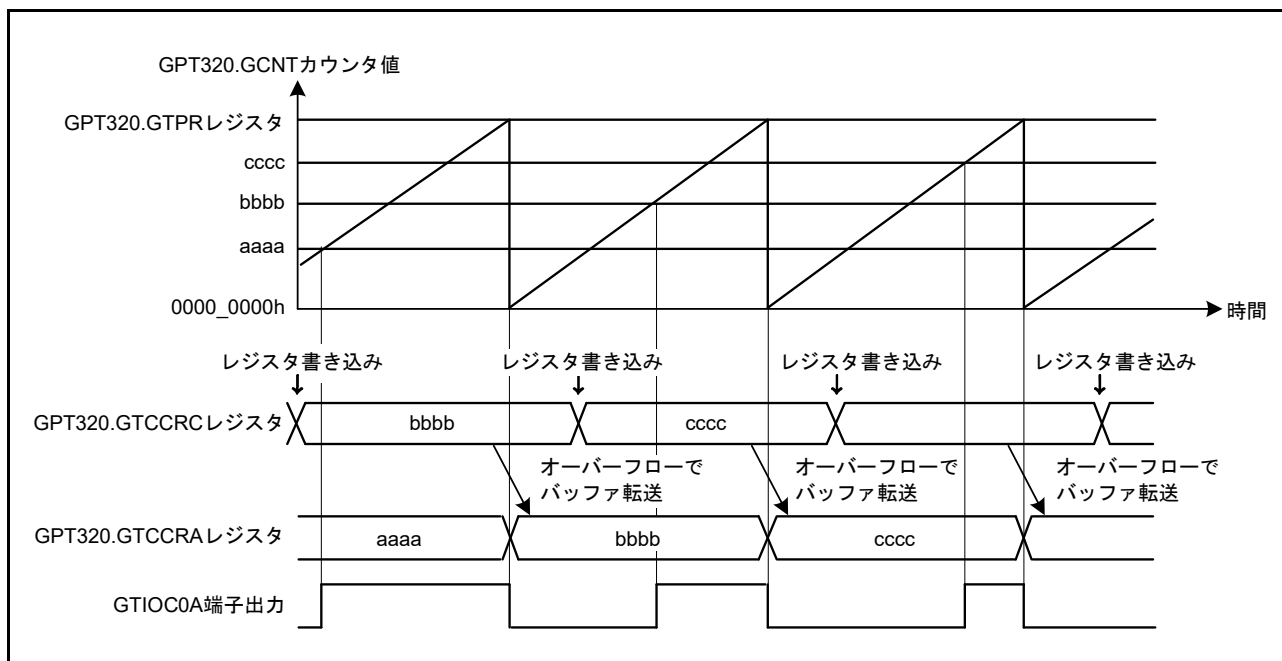 GPT320.GCNTカウンタ値
GPT320.GTPRレジスタ
cccc
bbbb
aaaa
0000_0000h
時間
レジスタ書き込み
レジスタ書き込み
レジスタ書き込み
レジスタ書き込み
GPT320.GTCCRCレジスタ
bbbb
cccc
オーバーフローで
バッファ転送
オーバーフローで
バッファ転送
オーバーフローで
バッファ転送
GPT320.GTCCRAレジスタ
aaaa
bbbb
cccc
GTIOC0A端子出力